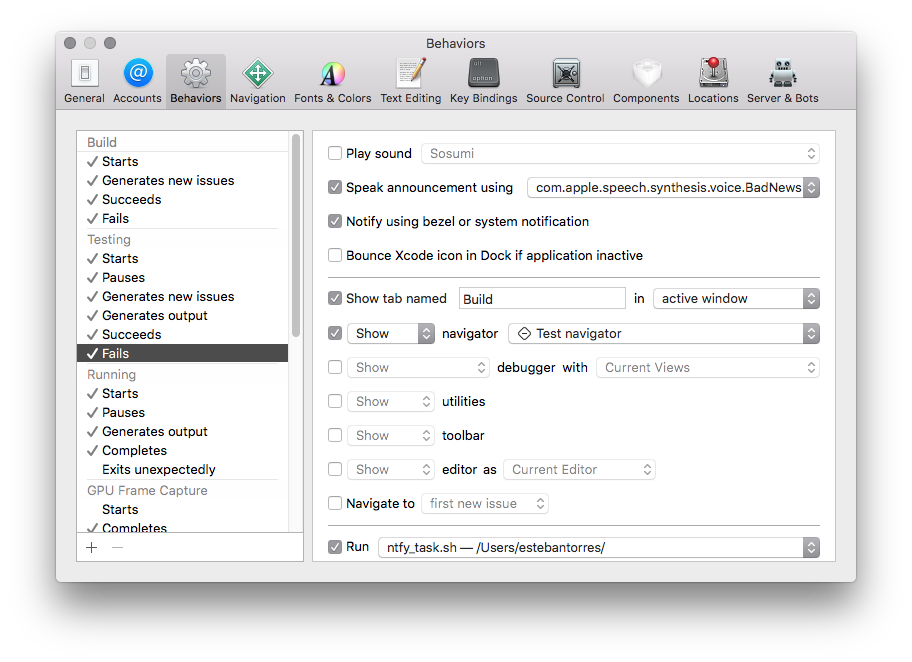 Behaviors
General Accounts Behaviors Navigation Fonts & Colors Text Editing Key Bindings Source Control Components Locations Server & Bots
alt
option
Build
Starts
Generates new issues
Succeeds
Fails
Testing
Starts
Pauses
Generates new issues
Generates output
Succeeds
Fails
Running
Starts
Pauses
Generates output
Completes
Exits unexpectedly
GPU Frame Capture
Starts
Completes
Play sound Sosumi
Speak announcement using com.apple.speech.synthesis.voice.BadNews
Notify using bezel or system notification
Bounce Xcode icon in Dock if application inactive
Show tab named Build in active window
Show navigator Test navigator
Show debugger with Current Views
Show utilities
Show toolbar
Show editor as Current Editor
Navigate to first new issue
Run ntfy_task.sh — /Users/estebantorres/